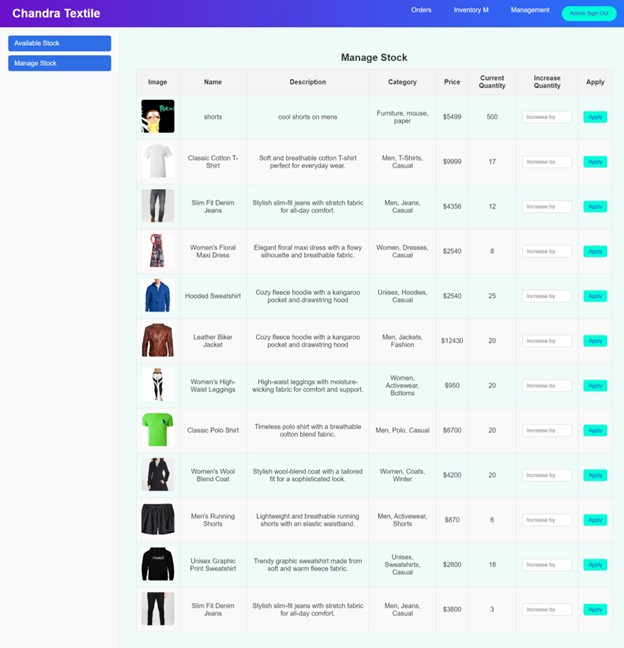 Chandra Textile
Orders
Inventory M
Management
Admin Sign Out
Available Stock
Manage Stock
Manage Stock
Image
Name
Description
Category
Price
Current
Quantity
Increase
Quantity
Apply
shorts
cool shorts on mens
Furniture, mouse,
paper
$5499
500
Increase by
Apply
Classic Cotton T-
Shirt
Soft and breathable cotton T-shirt
perfect for everyday wear.
Men, T-Shirts,
Casual
$9999
17
Increase by
Apply
Slim Fit Denim
Jeans
Stylish slim-fit jeans with stretch fabric
for all-day comfort.
Men, Jeans,
Casual
$4356
12
Increase by
Apply
Women's Floral
Maxi Dress
Elegant floral maxi dress with a flowy
silhouette and breathable fabric.
Women, Dresses,
Casual
$2540
8
Increase by
Apply
Hooded Sweatshirt
Cozy fleece hoodie with a kangaroo
pocket and drawstring hood
Unisex, Hoodies,
Casual
$2540
25
Increase by
Apply
Leather Biker
Jacket
Cozy fleece hoodie with a kangaroo
pocket and drawstring hood
Men, Jackets,
Fashion
$12430
20
Increase by
Apply
Women's High-
Waist Leggings
High-waist leggings with moisture-
wicking fabric for comfort and support.
Women,
Activewear,
Bottoms
$950
20
Increase by
Apply
Classic Polo Shirt
Timeless polo shirt with a breathable
cotton blend fabric.
Men, Polo, Casual
$6700
20
Increase by
Apply
Women's Wool
Blend Coat
Stylish wool-blend coat with a tailored
fit for a sophisticated look.
Women, Coats,
Winter
$4200
20
Increase by
Apply
Men's Running
Shorts
Lightweight and breathable running
shorts with an elastic waistband.
Men, Activewear,
Shorts
$870
6
Increase by
Apply
Unisex Graphic
Print Sweatshirt
Trendy graphic sweatshirt made from
soft and warm fleece fabric.
Unisex,
Sweatshirts,
Casual
$2800
18
Increase by
Apply
Slim Fit Denim
Jeans
Stylish slim-fit jeans with stretch fabric
for all-day comfort.
Men, Jeans,
Casual
$3800
3
Increase by
Apply